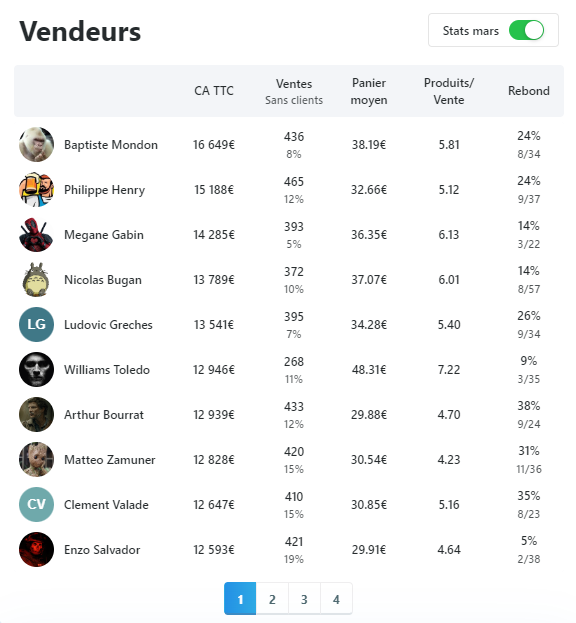 Vendeurs
Stats mars
CA TTC Ventes Panier Produits/ Rebond
Sans clients moyen Vente
Baptiste Mondon 16 649€ 436 38.19€ 5.81 24%
8% 8/34
Philippe Henry 15 188€ 465 32.66€ 5.12 24%
12% 9/37
Megane Gabin 14 285€ 393 36.35€ 6.13 14%
5% 3/22
Nicolas Bugan 13 789€ 372 37.07€ 6.01 14%
10% 8/57
LG Ludovic Greches 13 541€ 395 34.28€ 5.40 26%
7% 9/34
Williams Toledo 12 946€ 268 48.31€ 7.22 9%
11% 3/35
Arthur Bourrat 12 939€ 433 29.88€ 4.70 38%
12% 9/24
Matteo Zamuner 12 828€ 420 30.54€ 4.23 31%
15% 11/36
CV Clement Valade 12 647€ 410 30.85€ 5.16 35%
15% 8/23
Enzo Salvador 12 593€ 421 29.91€ 4.64 5%
19% 2/38
1 2 3 4